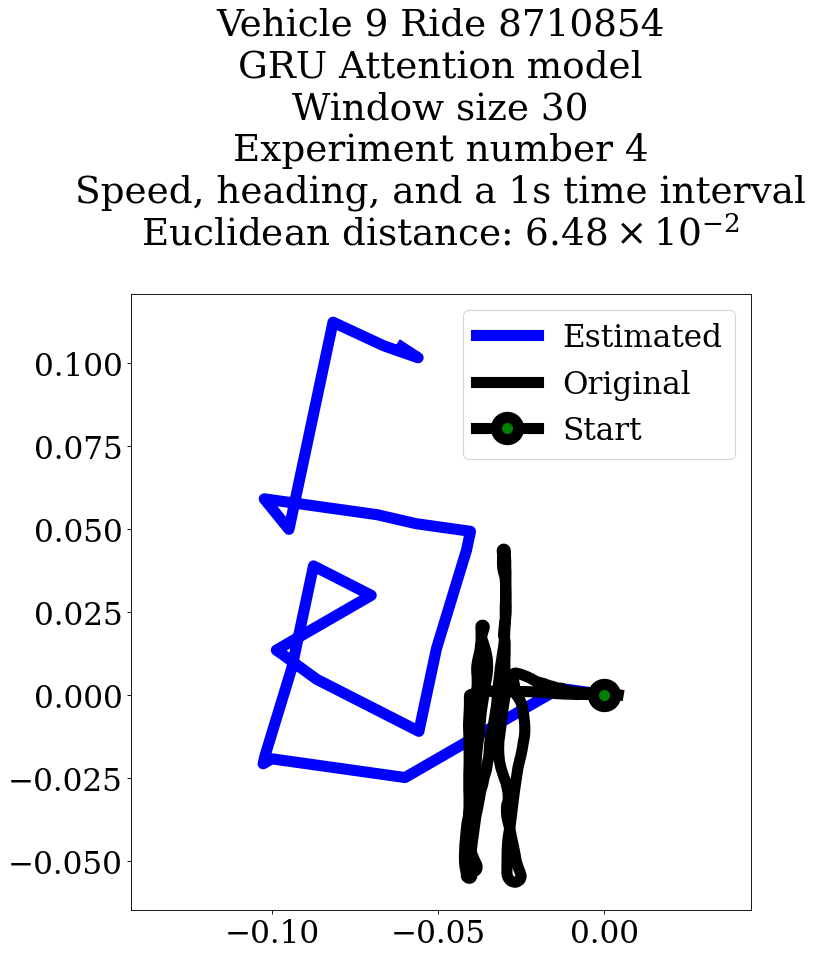 Vehicle 9 Ride 8710854
GRU Attention model
Window size 30
Experiment number 4
Speed, heading, and a 1s time interval
Euclidean distance: 6.48 × 10⁻²
Estimated
Original
Start
0.100
0.075
0.050
0.025
0.000
−0.025
−0.050
−0.10
−0.05
0.00